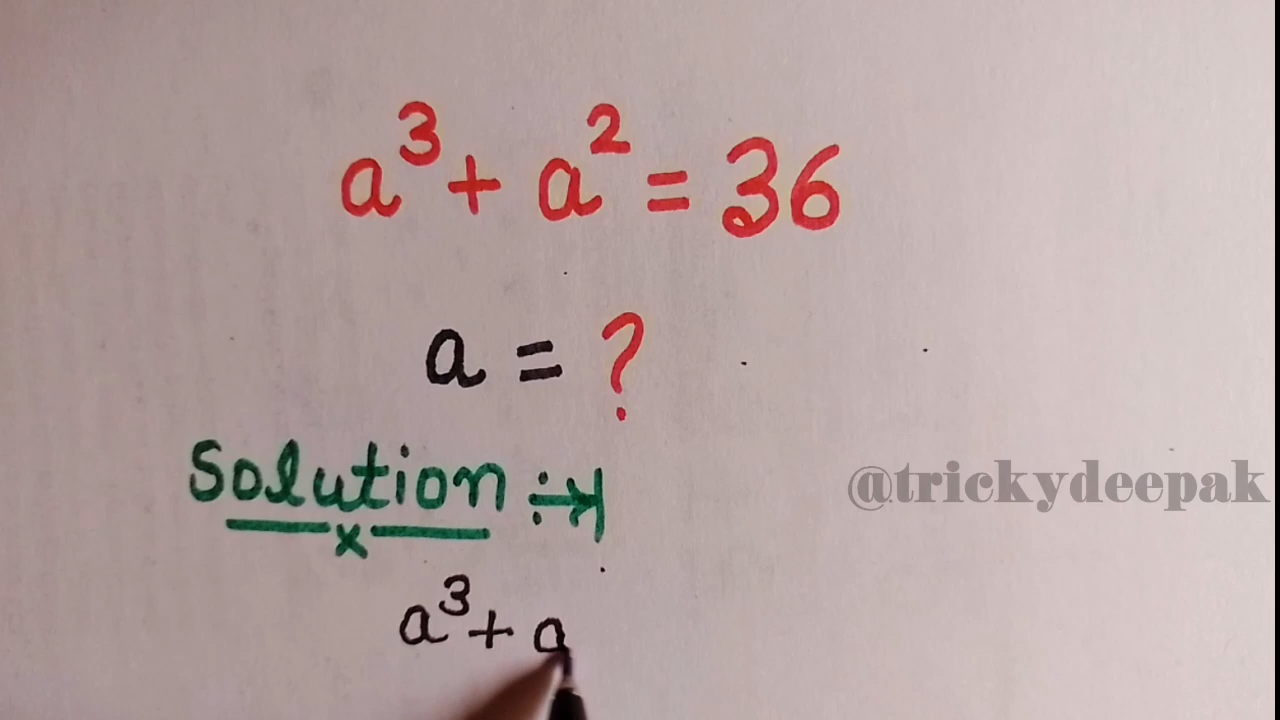 a³ + a² = 36
a = ?
Solution :→|
@trickydeepak
a³ + a